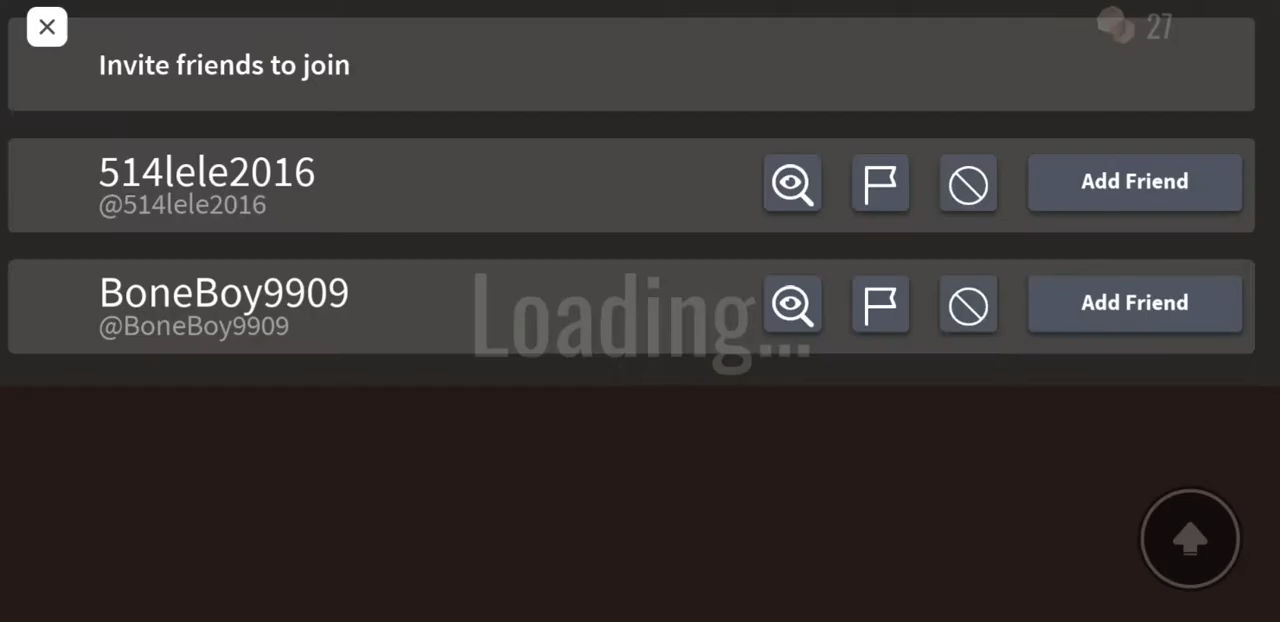 27
Invite friends to join
514lele2016
@514lele2016
Add Friend
BoneBoy9909
@BoneBoy9909
Add Friend
Loading...